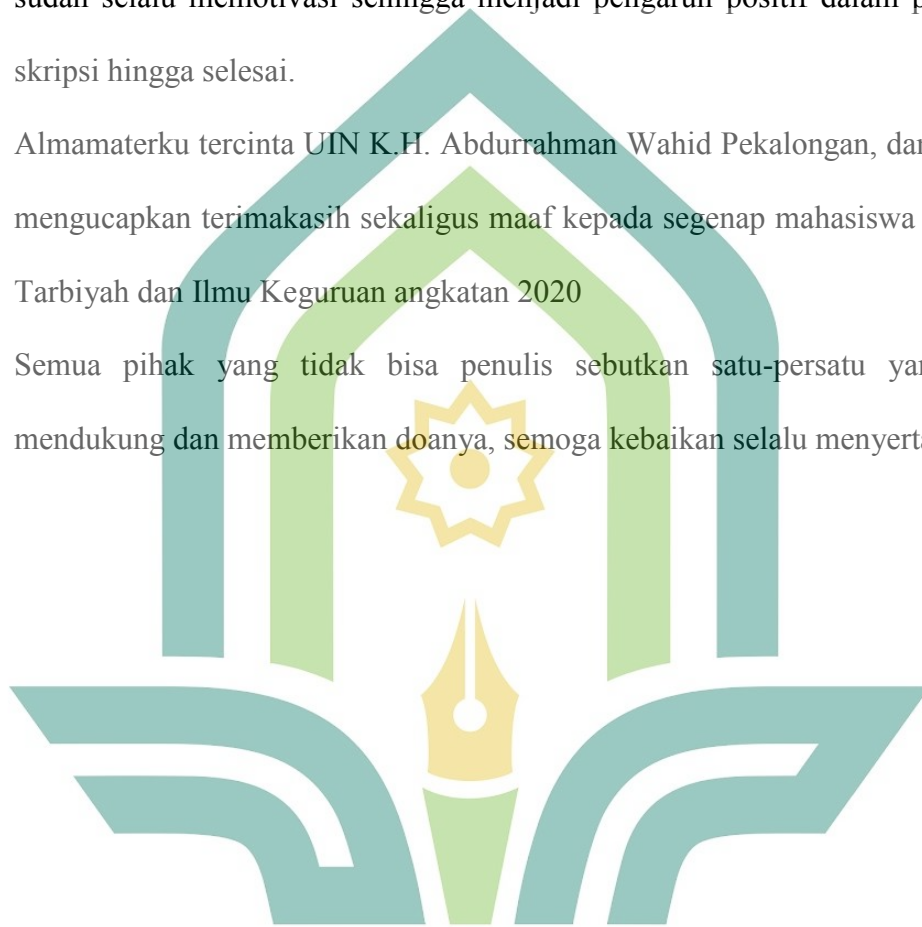 sudah selalu memotivasi sehingga menjadi pengaruh positif dalam
skripsi hingga selesai.
Almamaterku tercinta UIN K.H. Abdurrahman Wahid Pekalongan, dan
mengucapkan terimakasih sekaligus maaf kepada segenap mahasiswa
Tarbiyah dan Ilmu Keguruan angkatan 2020
Semua pihak yang tidak bisa penulis sebutkan satu-persatu
mendukung dan memberikan doanya, semoga kebaikan selalu